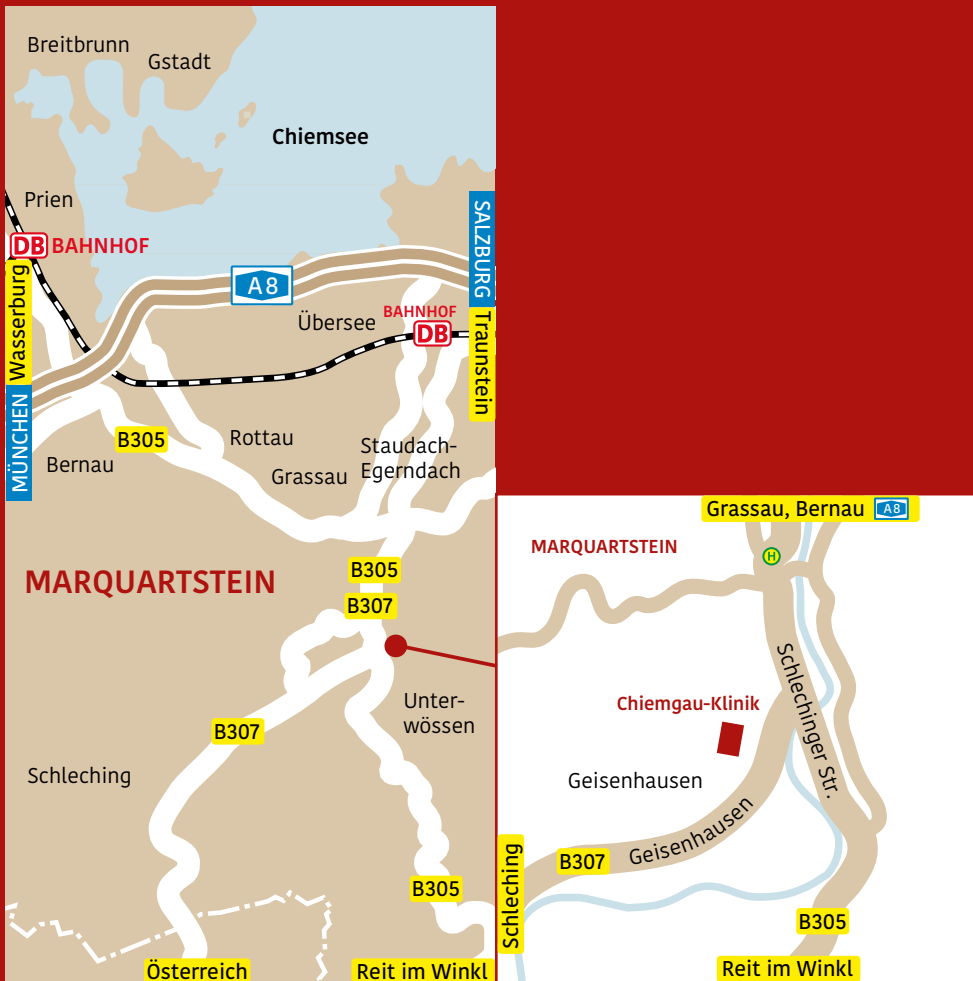 Breitbrunn
Gstadt
Chiemsee
Prien
DB BAHNHOF
Wasserburg
MÜNCHEN
A8
SALZBURG
Traunstein
Übersee
BAHNHOF
DB
B305
Rottau
Bernau
Grassau
Staudach-
Egerndach
MARQUARTSTEIN
B305
B307
Unter-
wössen
B307
Schleching
B305
Österreich
Reit im Winkl
Grassau, Bernau A8
MARQUARTSTEIN
H
Schlechinger Str.
Chiemgau-Klinik
Geisenhausen
Geisenhausen
B307
Schleching
B305
Reit im Winkl